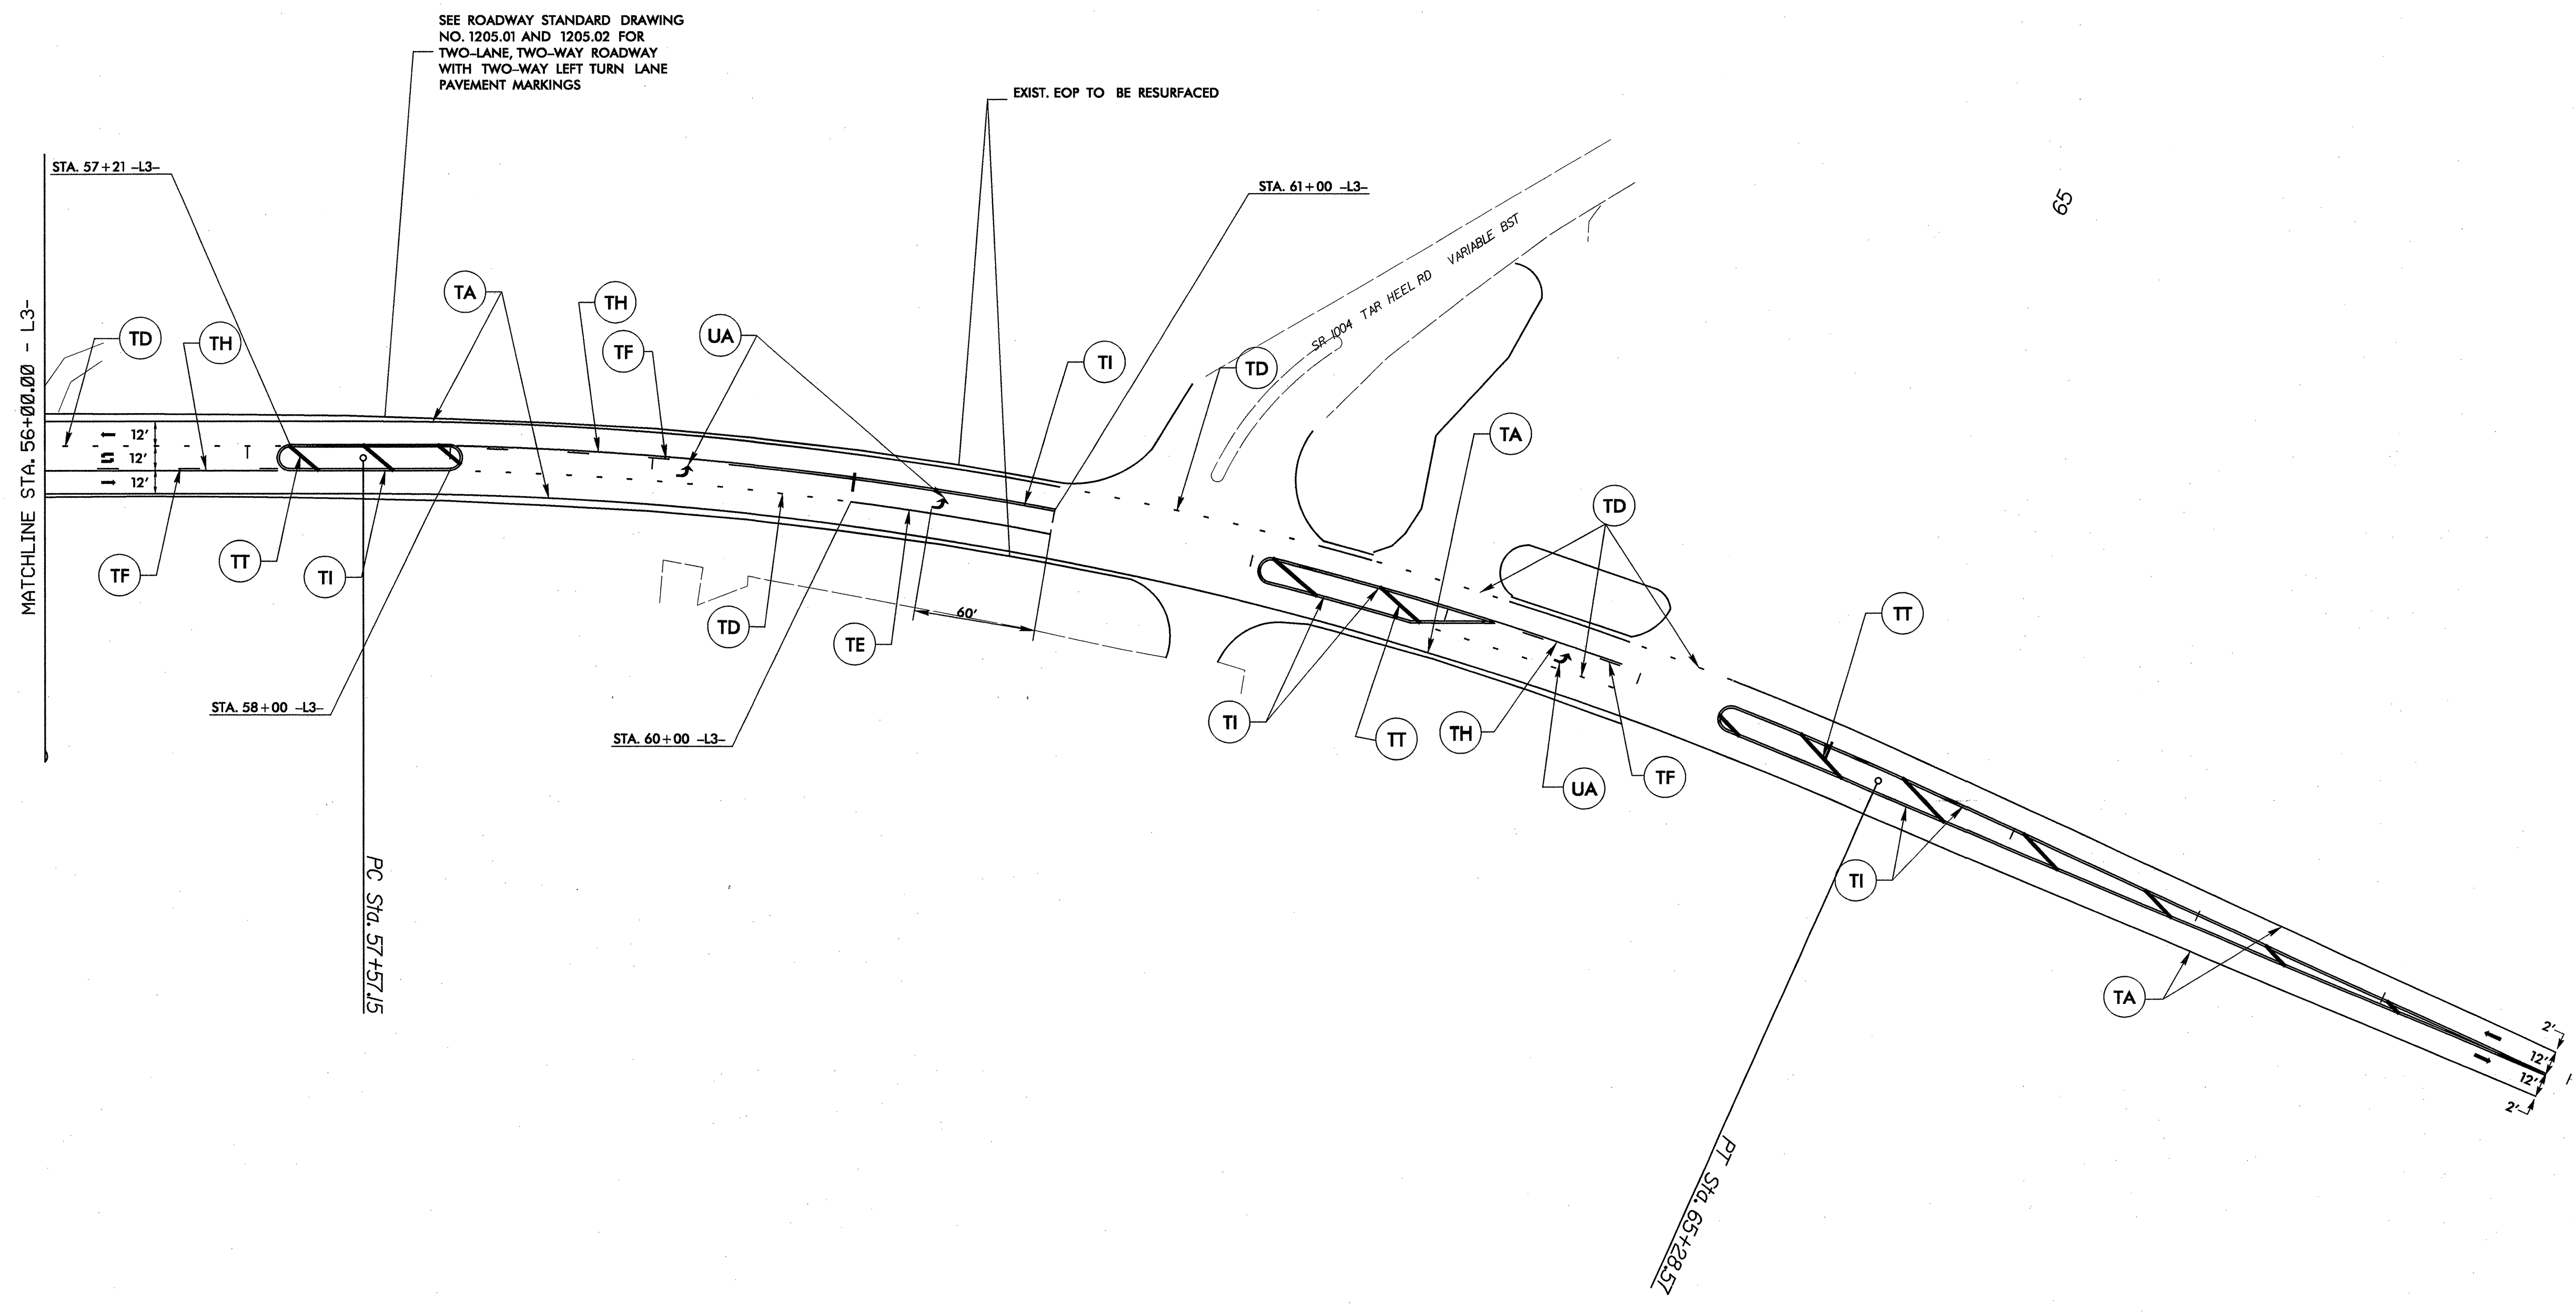 SEE ROADWAY STANDARD DRAWING
NO. 1205.01 AND 1205.02 FOR
TWO-LANE, TWO-WAY ROADWAY
WITH TWO-WAY LEFT TURN LANE
PAVEMENT MARKINGS
EXIST. EOP TO BE RESURFACED
STA. 57+21 -L3-
STA. 61+00 -L3-
65
SR 1004 TAR HEEL RD VARIABLE BST
MATCHLINE STA. 56+00.00 - L3-
TD
TH
TA
TH
TF
UA
TI
TD
TA
TD
12'
12'
12'
TF
TT
TI
TD
TE
60'
TT
STA. 58+00 -L3-
STA. 60+00 -L3-
TI
TT
TH
UA
TF
TI
TA
PC Sta. 57+57.15
PT Sta. 65+28.57
2'
12'
12'
2'